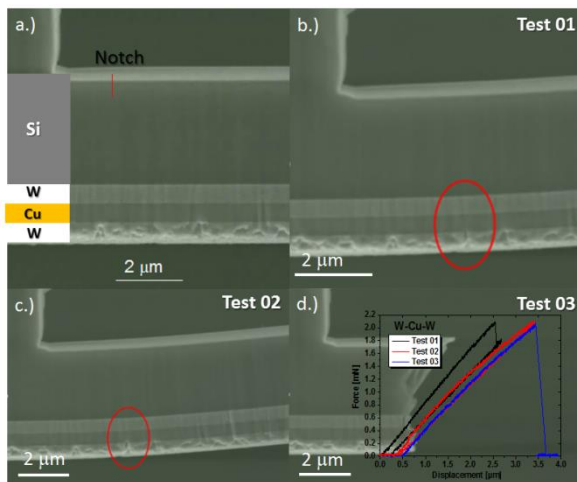 a.)
Notch
Si
W
Cu
W
2 μm
b.)
Test 01
2 μm
c.)
Test 02
2 μm
d.)
Test 03
W-Cu-W
Test 01
Test 02
Test 03
Force [mN]
2.2
2.0
1.8
1.6
1.4
1.2
1.0
0.8
0.6
0.4
0.2
0.0
0.0 0.5 1.0 1.5 2.0 2.5 3.0 3.5 4.0
Displacement [μm]
2 μm